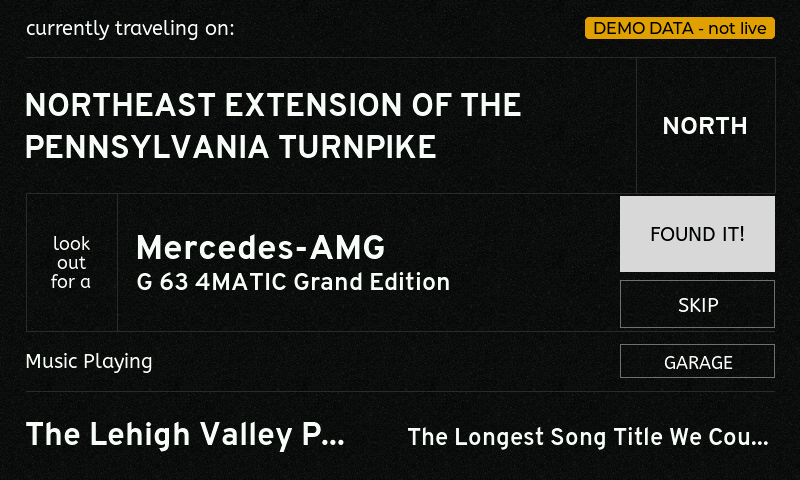 currently traveling on:
DEMO DATA - not live
NORTHEAST EXTENSION OF THE
PENNSYLVANIA TURNPIKE
NORTH
look
out
for a
Mercedes-AMG
G 63 4MATIC Grand Edition
FOUND IT!
SKIP
Music Playing
GARAGE
The Lehigh Valley P...
The Longest Song Title We Cou...